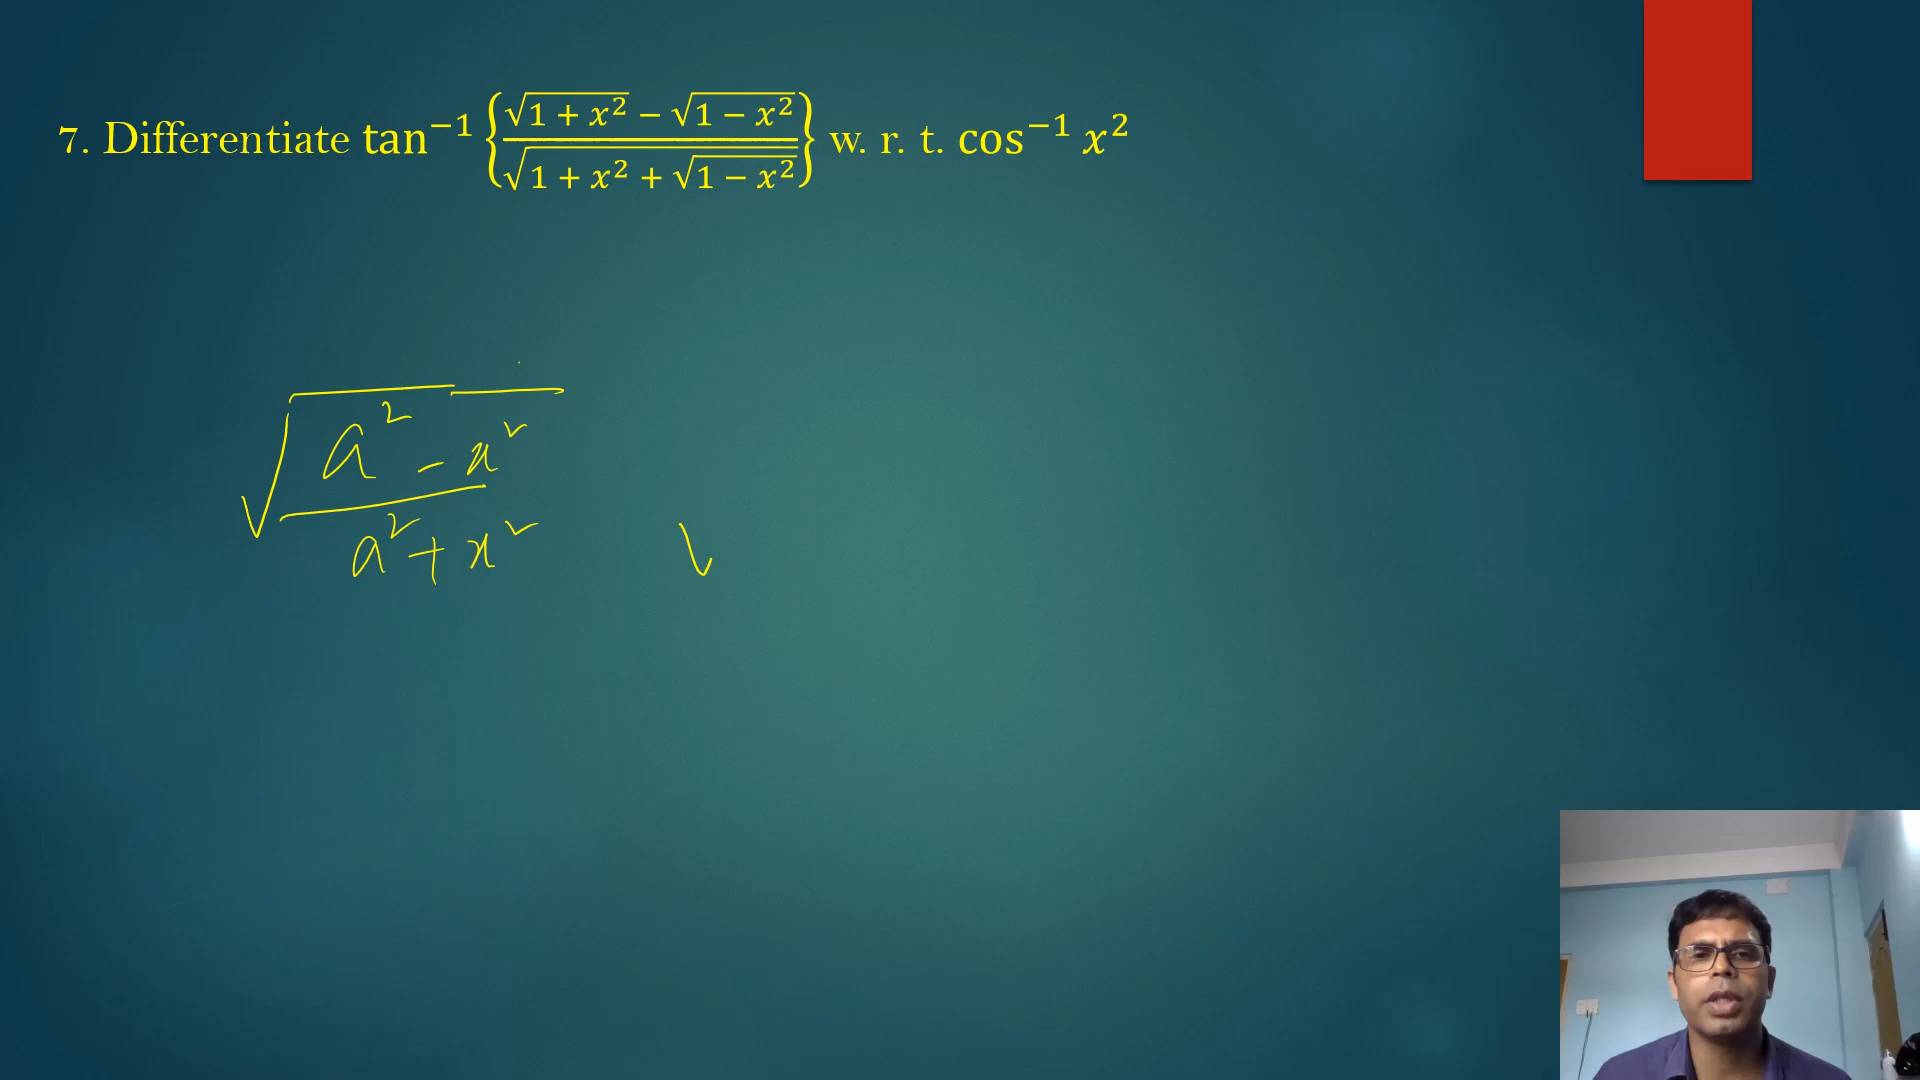 7. Differentiate tan⁻¹ {(√(1 + x²) − √(1 − x²)) / √(1 + x² + √(1 − x²))} w. r. t. cos⁻¹ x²
√((a² − x²) / (a² + x²))